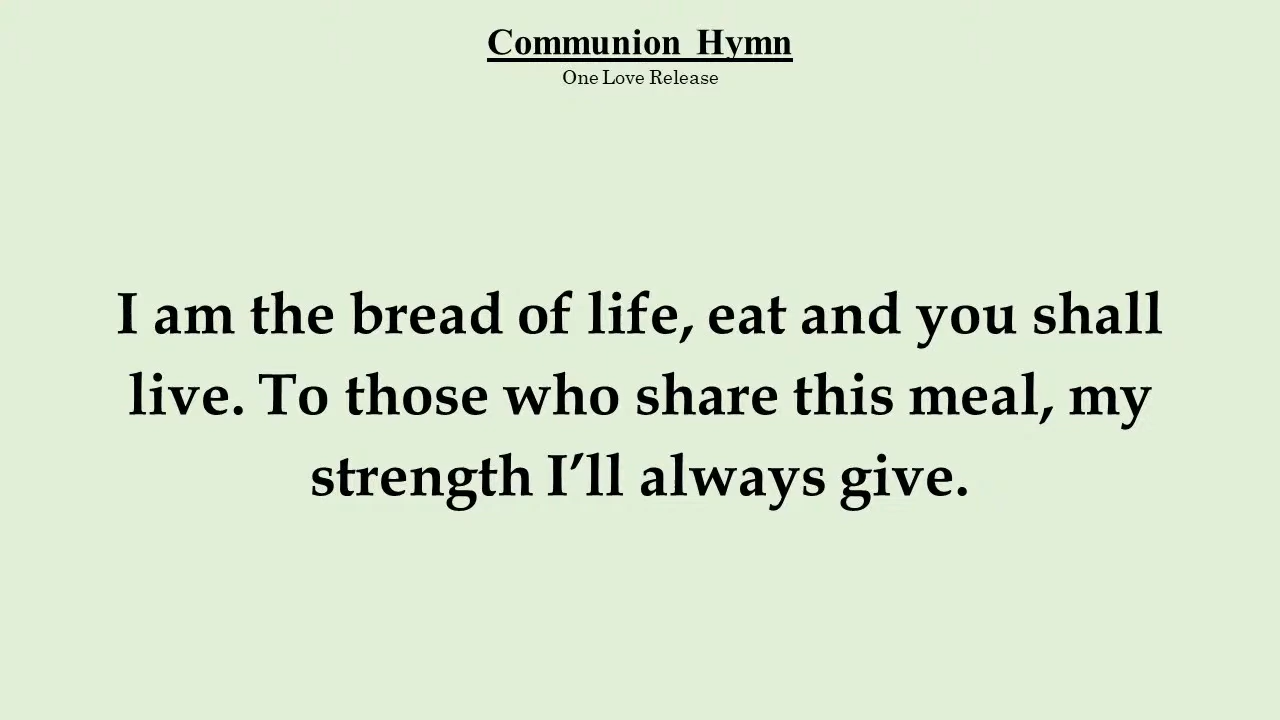 Communion Hymn
One Love Release
I am the bread of life, eat and you shall
live. To those who share this meal, my
strength I’ll always give.